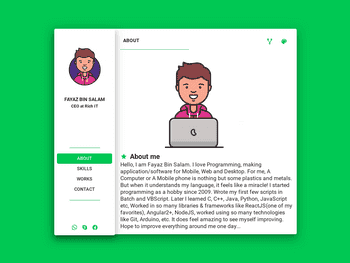 ABOUT
FAYAZ BIN SALAM
CEO at Rich IT
ABOUT
SKILLS
WORKS
CONTACT
About me
Hello, I am Fayaz Bin Salam. I love Programming, making
application/software for Mobile, Web and Desktop. For me, A
Computer or A Mobile phone is nothing but some plastics and metals.
But when it understands my language, it feels like a miracle! I started
programming as a hobby since 2009. Wrote my first few scripts in
Batch and VBScript. Later I learned C, C++, Java, Python, JavaScript
etc, Worked in so many libraries & frameworks like ReactJS(one of my
favorites), Angular2+, NodeJS, worked using so many technologies
like Git, Arduino, etc. It does feel amazing to see myself improving.
Hope to improve everything around me one day...